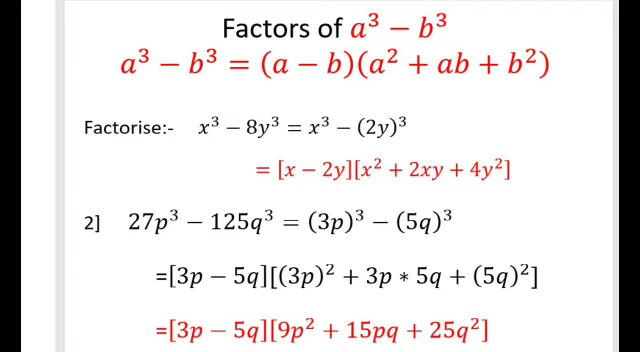 Factors of a³ − b³
a³ − b³ = (a − b)(a² + ab + b²)
Factorise:- x³ − 8y³ = x³ − (2y)³
= [x − 2y][x² + 2xy + 4y²]
2] 27p³ − 125q³ = (3p)³ − (5q)³
=[3p − 5q][(3p)² + 3p ∗ 5q + (5q)²]
=[3p − 5q][9p² + 15pq + 25q²]